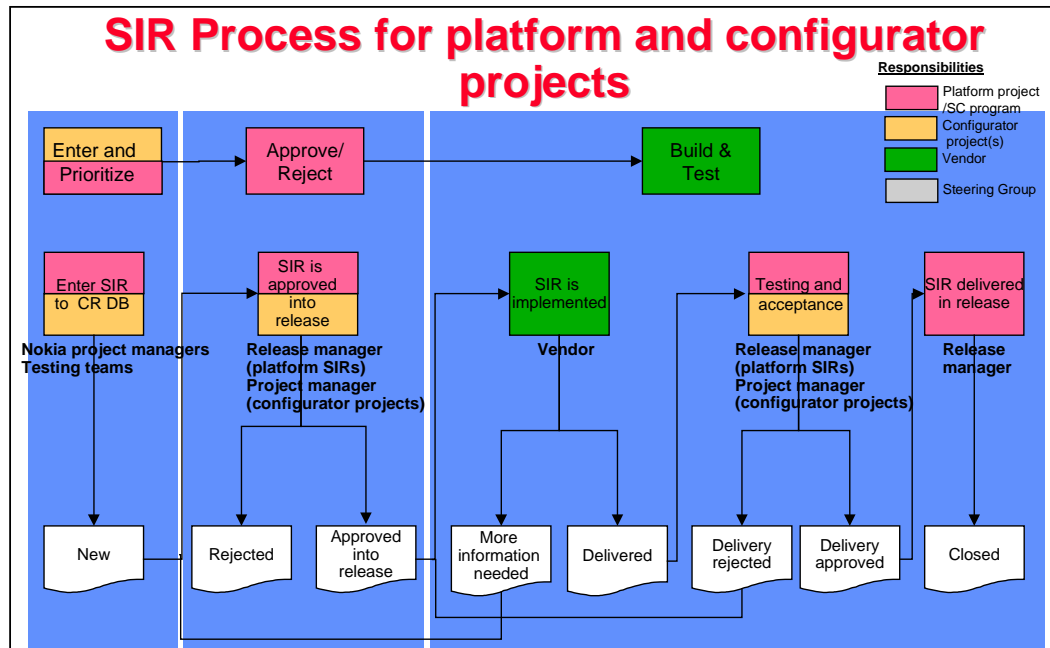 SIR Process for platform and configurator
projects
Responsibilities
Platform project
/SC program
Configurator
project(s)
Vendor
Steering Group
Enter and
Prioritize
Approve/
Reject
Build &
Test
Enter SIR
to CR DB
SIR is
approved
into
release
SIR is
implemented
Testing and
acceptance
SIR delivered
in release
Nokia project managers
Testing teams
Release manager
(platform SIRs)
Project manager
(configurator projects)
Vendor
Release manager
(platform SIRs)
Project manager
(configurator projects)
Release
manager
New
Rejected
Approved
into
release
More
information
needed
Delivered
Delivery
rejected
Delivery
approved
Closed